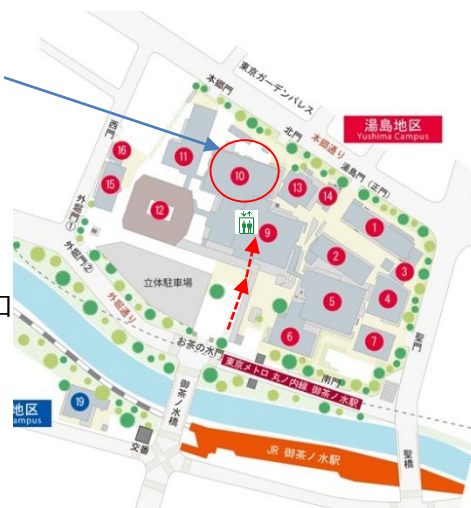 東京ガーデンパレス
本郷門
北門
本郷通り
湯島地区
Yushima Campus
湯島門（正門）
西門
16
11
10
13
14
15
12
1
9
2
3
外堀門①
外堀門②
外堀通り
立体駐車場
5
4
聖門
口
6
7
お茶の水門
東京メトロ 丸ノ内線 御茶ノ水駅
南門
地区
ampus
19
御茶ノ水橋
交番
JR 御茶ノ水駅
聖橋